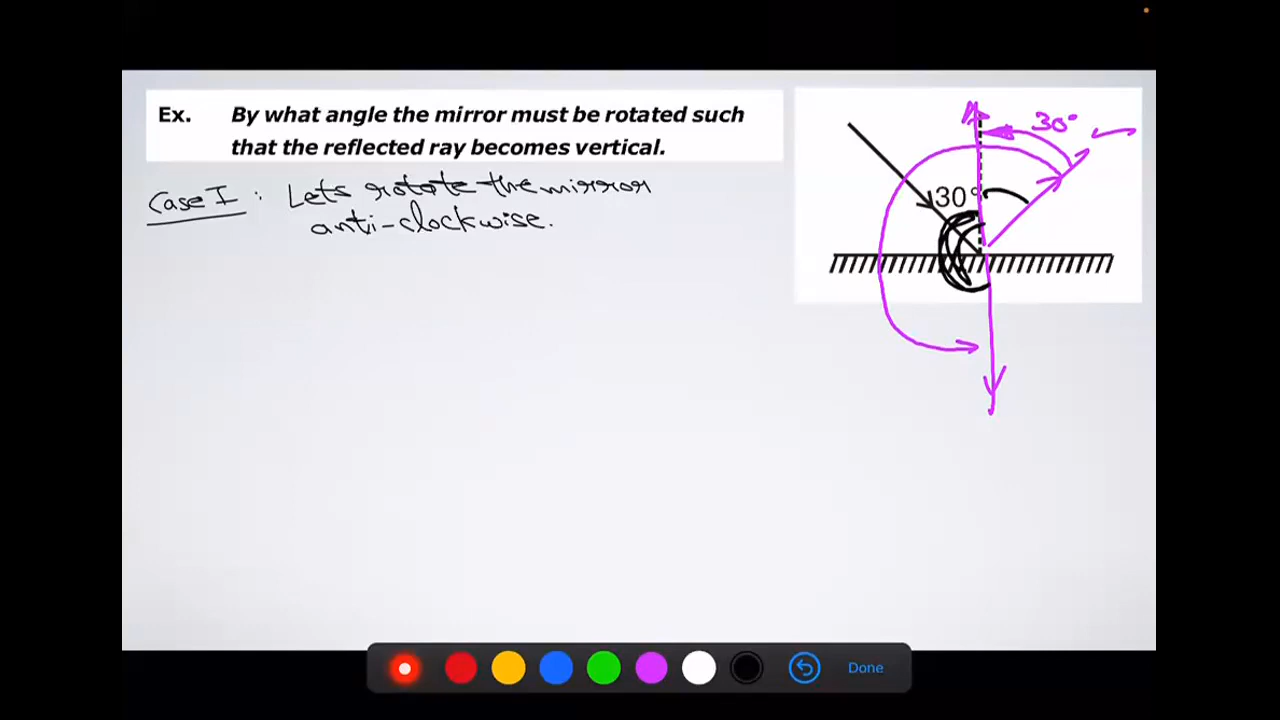 Ex. By what angle the mirror must be rotated such
that the reflected ray becomes vertical.
Case I : Lets rotate the mirror
anti-clockwise.
30°
30°
Done